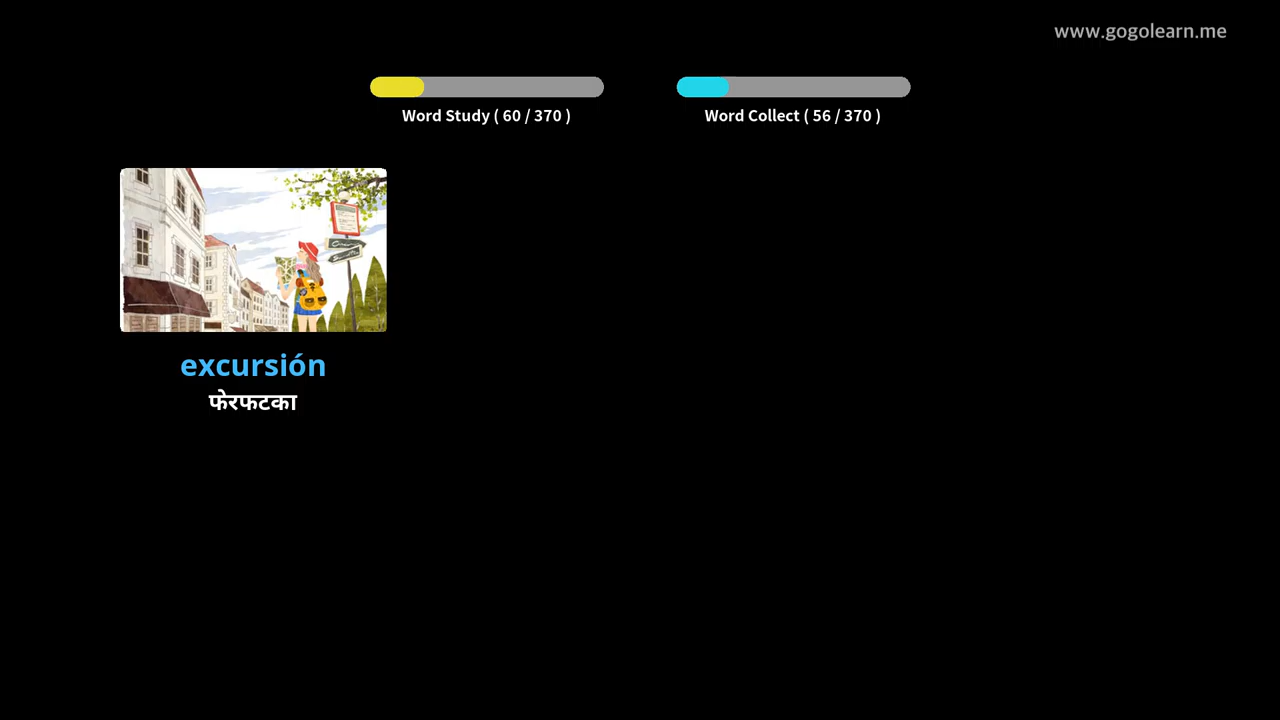 www.gogolearn.me
Word Study ( 60 / 370 )
Word Collect ( 56 / 370 )
excursión
फेरफटका